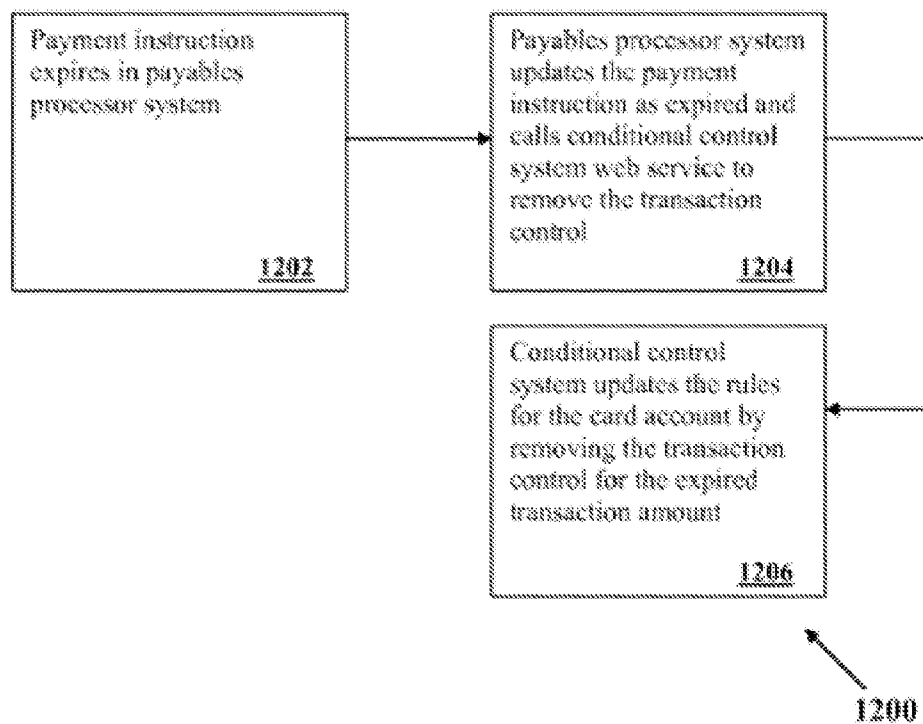 Payment instruction
expires in payables
processor system
1202
Payables processor system
updates the payment
instruction as expired and
calls conditional control
system web service to
remove the transaction
control
1204
Conditional control
system updates the rules
for the card account by
removing the transaction
control for the expired
transaction amount
1206
1200